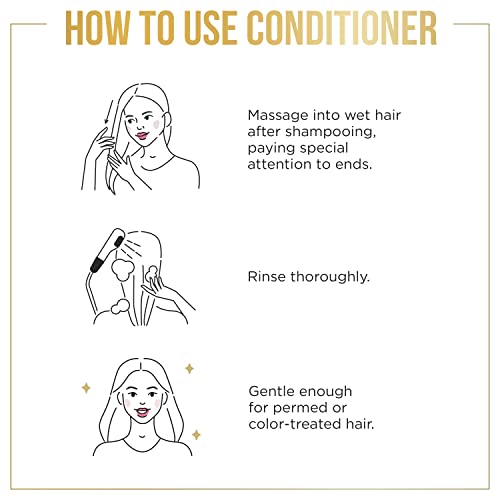 HOW TO USE CONDITIONER
Massage into wet hair
after shampooing,
paying special
attention to ends.
Rinse thoroughly.
Gentle enough
for permed or
color-treated hair.